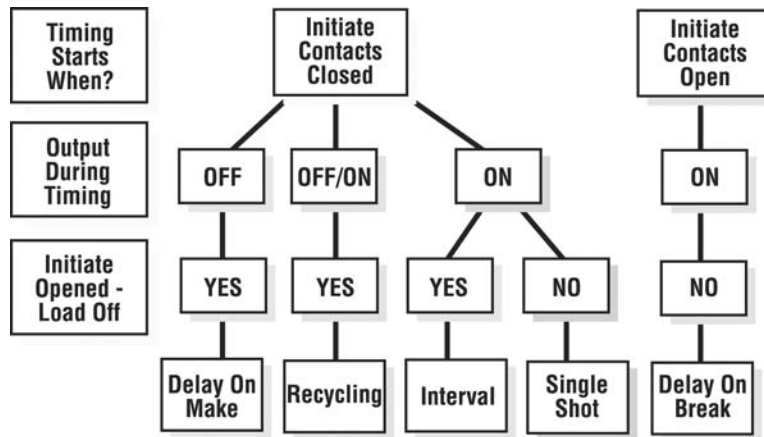 Timing
Starts
When?
Initiate
Contacts
Closed
Initiate
Contacts
Open
Output
During
Timing
OFF
OFF/ON
ON
ON
Initiate
Opened -
Load Off
YES
YES
YES
NO
NO
Delay On
Make
Recycling
Interval
Single
Shot
Delay On
Break